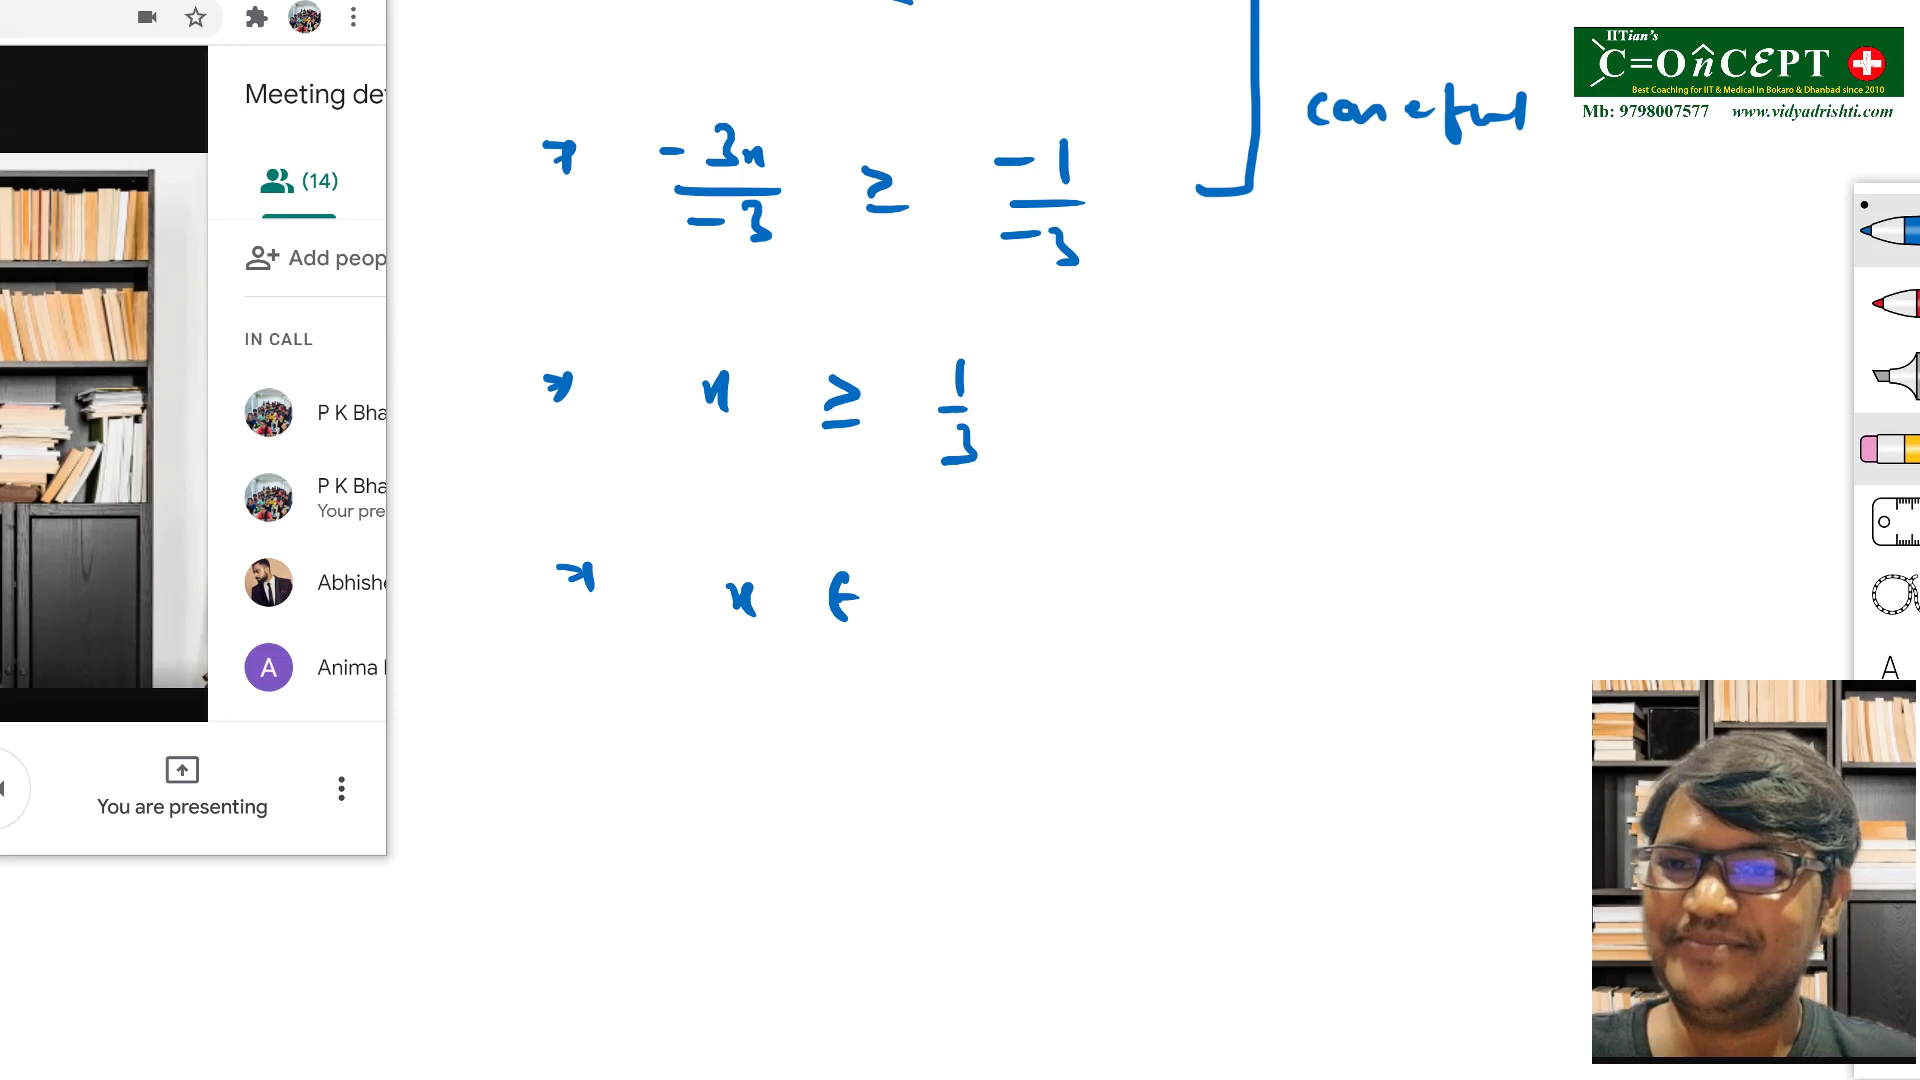 IITian's
C=OnCEPT
Best Coaching for IIT & Medical in Bokaro & Dhanbad since 2010
Mb: 9798007577 www.vidyadrishti.com
Meeting de
(14)
Add peop
IN CALL
P K Bha
P K Bha
Your pre
Abhishe
A Anima
You are presenting
careful
⇒ -3x/-3 ≥ -1/-3
⇒ x ≥ 1/3
⇒ x ∈
A